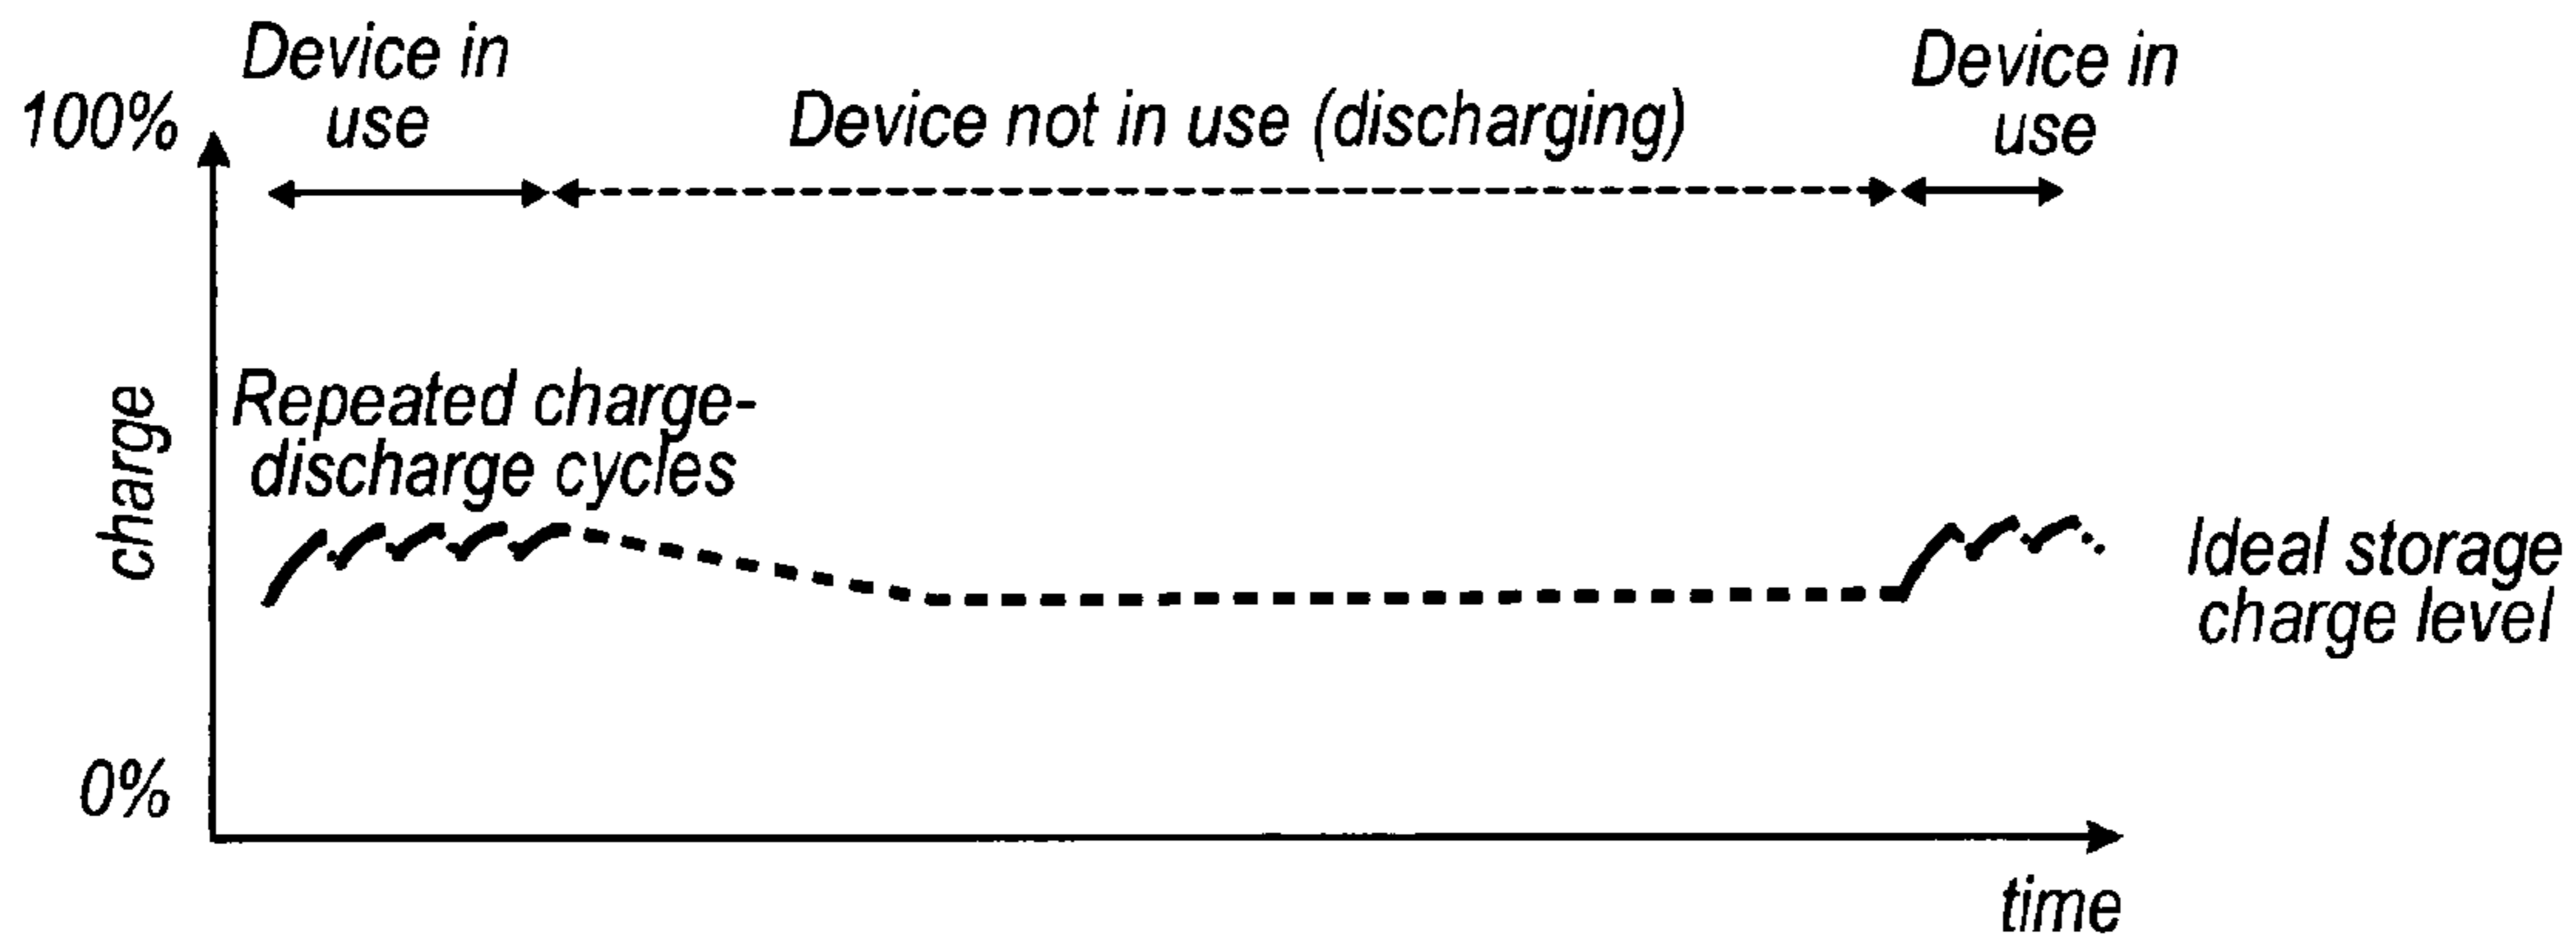 Device in
use
Device not in use (discharging)
Device in
use
100%
Repeated charge-
discharge cycles
charge
Ideal storage
charge level
0%
time